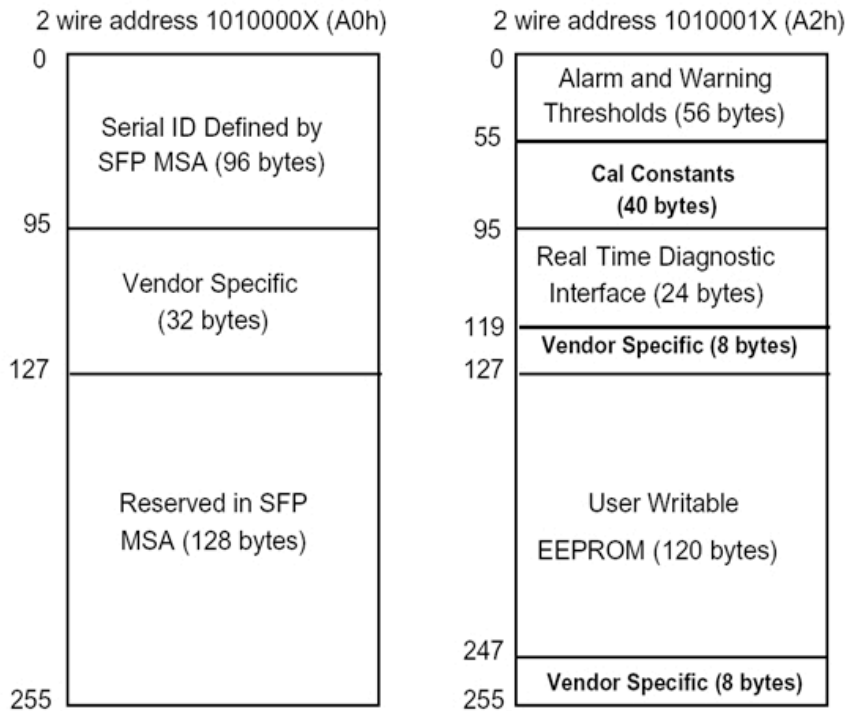 2 wire address 1010000X (A0h)
0
Serial ID Defined by
SFP MSA (96 bytes)
95
Vendor Specific
(32 bytes)
127
Reserved in SFP
MSA (128 bytes)
255
2 wire address 1010001X (A2h)
0
Alarm and Warning
Thresholds (56 bytes)
55
Cal Constants
(40 bytes)
95
Real Time Diagnostic
Interface (24 bytes)
119
Vendor Specific (8 bytes)
127
User Writable
EEPROM (120 bytes)
247
Vendor Specific (8 bytes)
255